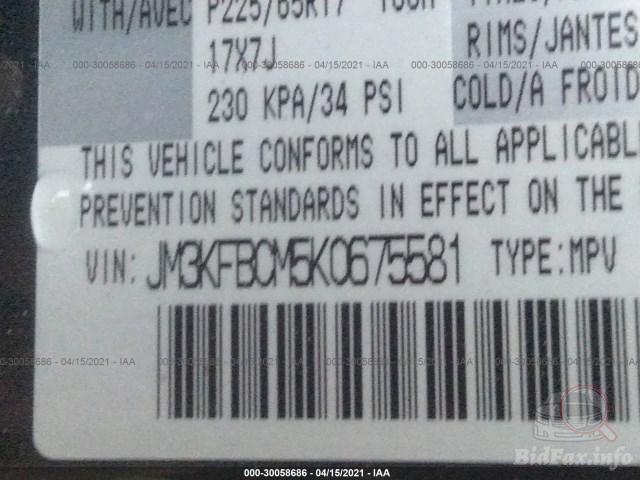 WITH/AVEC P225/65R17
17X7J RIMS/JANTES
230 KPA/34 PSI COLD/A FROID
THIS VEHICLE CONFORMS TO ALL
PREVENTION STANDARDS IN EFFECT ON THE
VIN: JM3KFBCM5K0675581 TYPE:MPV
000-30058686 - 04/15/2021 - IAA
BidFax.info